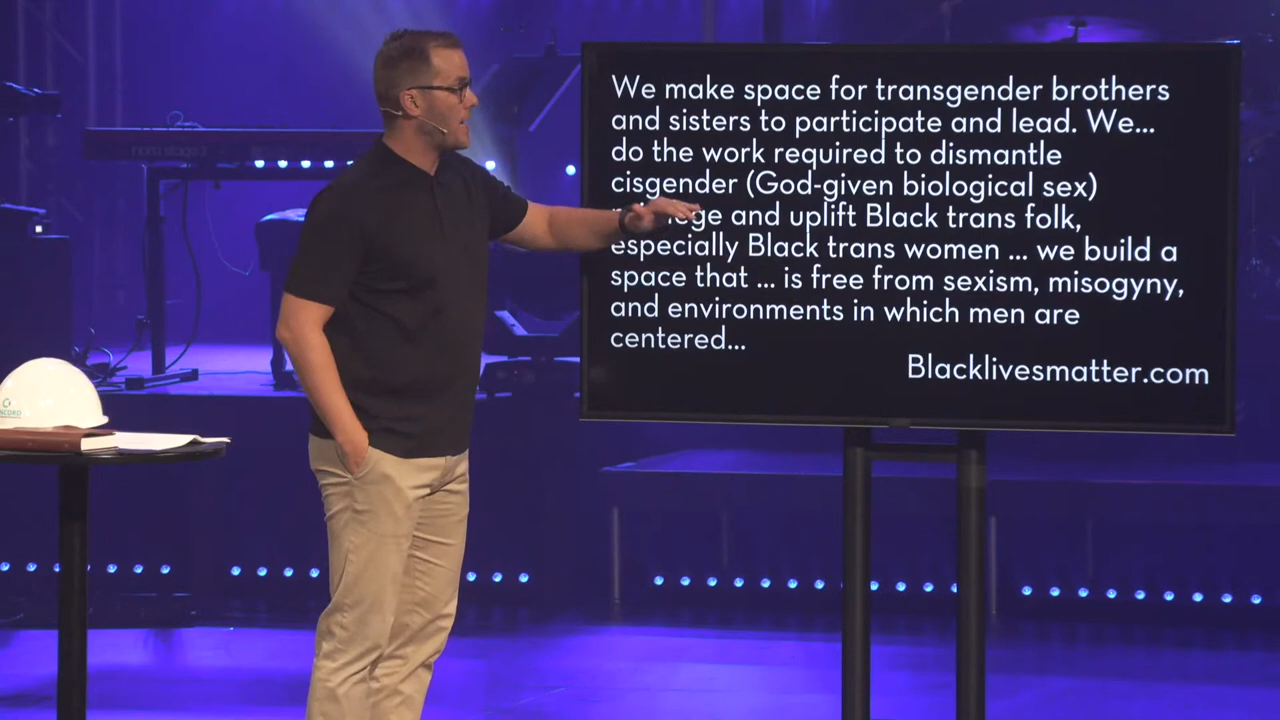 We make space for transgender brothers
and sisters to participate and lead. We...
do the work required to dismantle
cisgender (God-given biological sex)
and uplift Black trans folk,
especially Black trans women ... we build a
space that ... is free from sexism, misogyny,
and environments in which men are
centered...
Blacklivesmatter.com